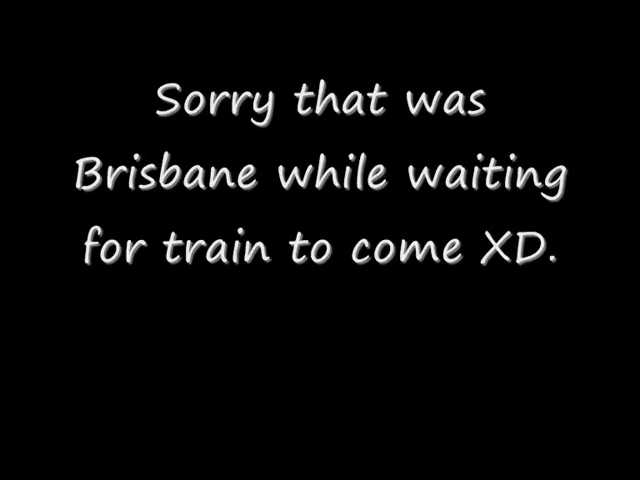 Sorry that was
Brisbane while waiting
for train to come XD.